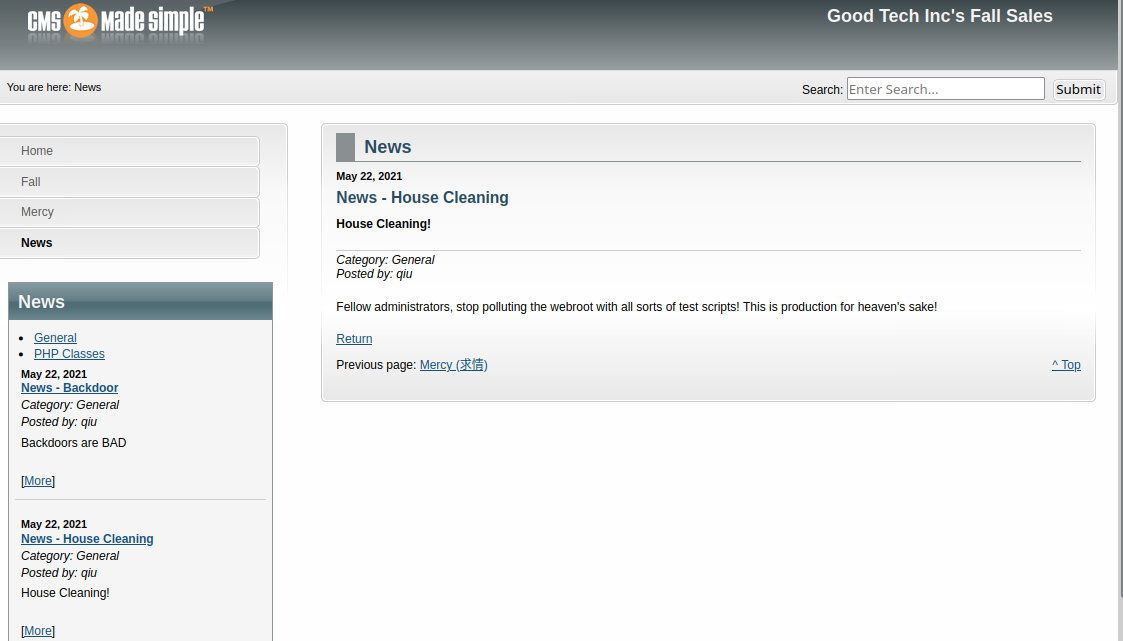 CMS Made Simple™
Good Tech Inc's Fall Sales
You are here: News
Search: Enter Search... Submit
Home
Fall
Mercy
News
News
General
PHP Classes
May 22, 2021
News - Backdoor
Category: General
Posted by: qiu
Backdoors are BAD
[More]
May 22, 2021
News - House Cleaning
Category: General
Posted by: qiu
House Cleaning!
[More]
News
May 22, 2021
News - House Cleaning
House Cleaning!
Category: General
Posted by: qiu
Fellow administrators, stop polluting the webroot with all sorts of test scripts! This is production for heaven's sake!
Return
Previous page: Mercy (求情)
^ Top